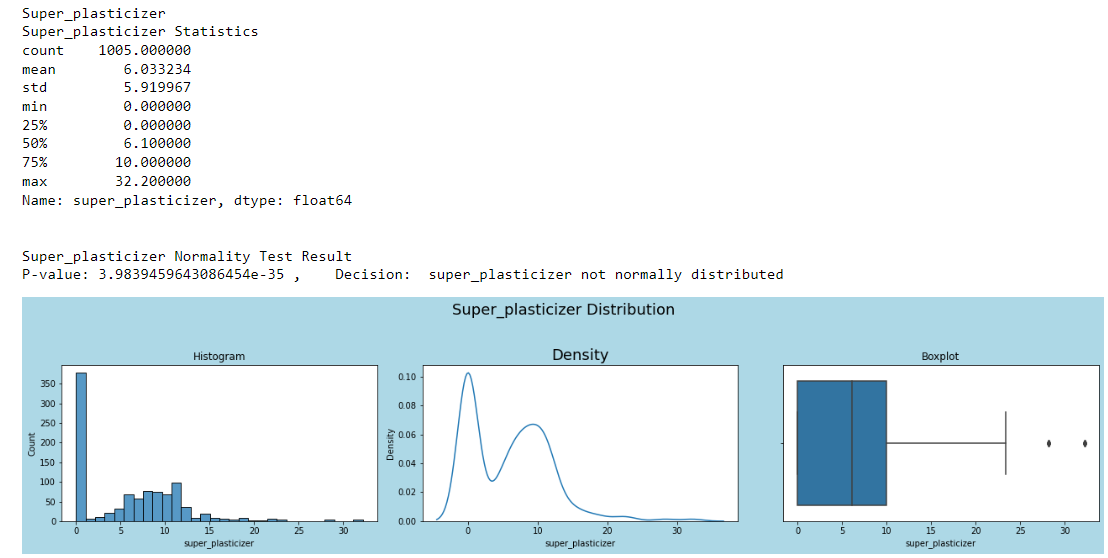 Super_plasticizer
Super_plasticizer Statistics
count    1005.000000
mean        6.033234
std         5.919967
min         0.000000
25%         0.000000
50%         6.100000
75%        10.000000
max        32.200000
Name: super_plasticizer, dtype: float64
Super_plasticizer Normality Test Result
P-value: 3.9839459643086454e-35 ,    Decision:  super_plasticizer not normally distributed
Super_plasticizer Distribution
Histogram
350
300
250
200
150
100
50
0
Count
0 5 10 15 20 25 30
super_plasticizer
Density
0.10
0.08
0.06
0.04
0.02
0.00
Density
0 10 20 30
super_plasticizer
Boxplot
0 5 10 15 20 25 30
super_plasticizer